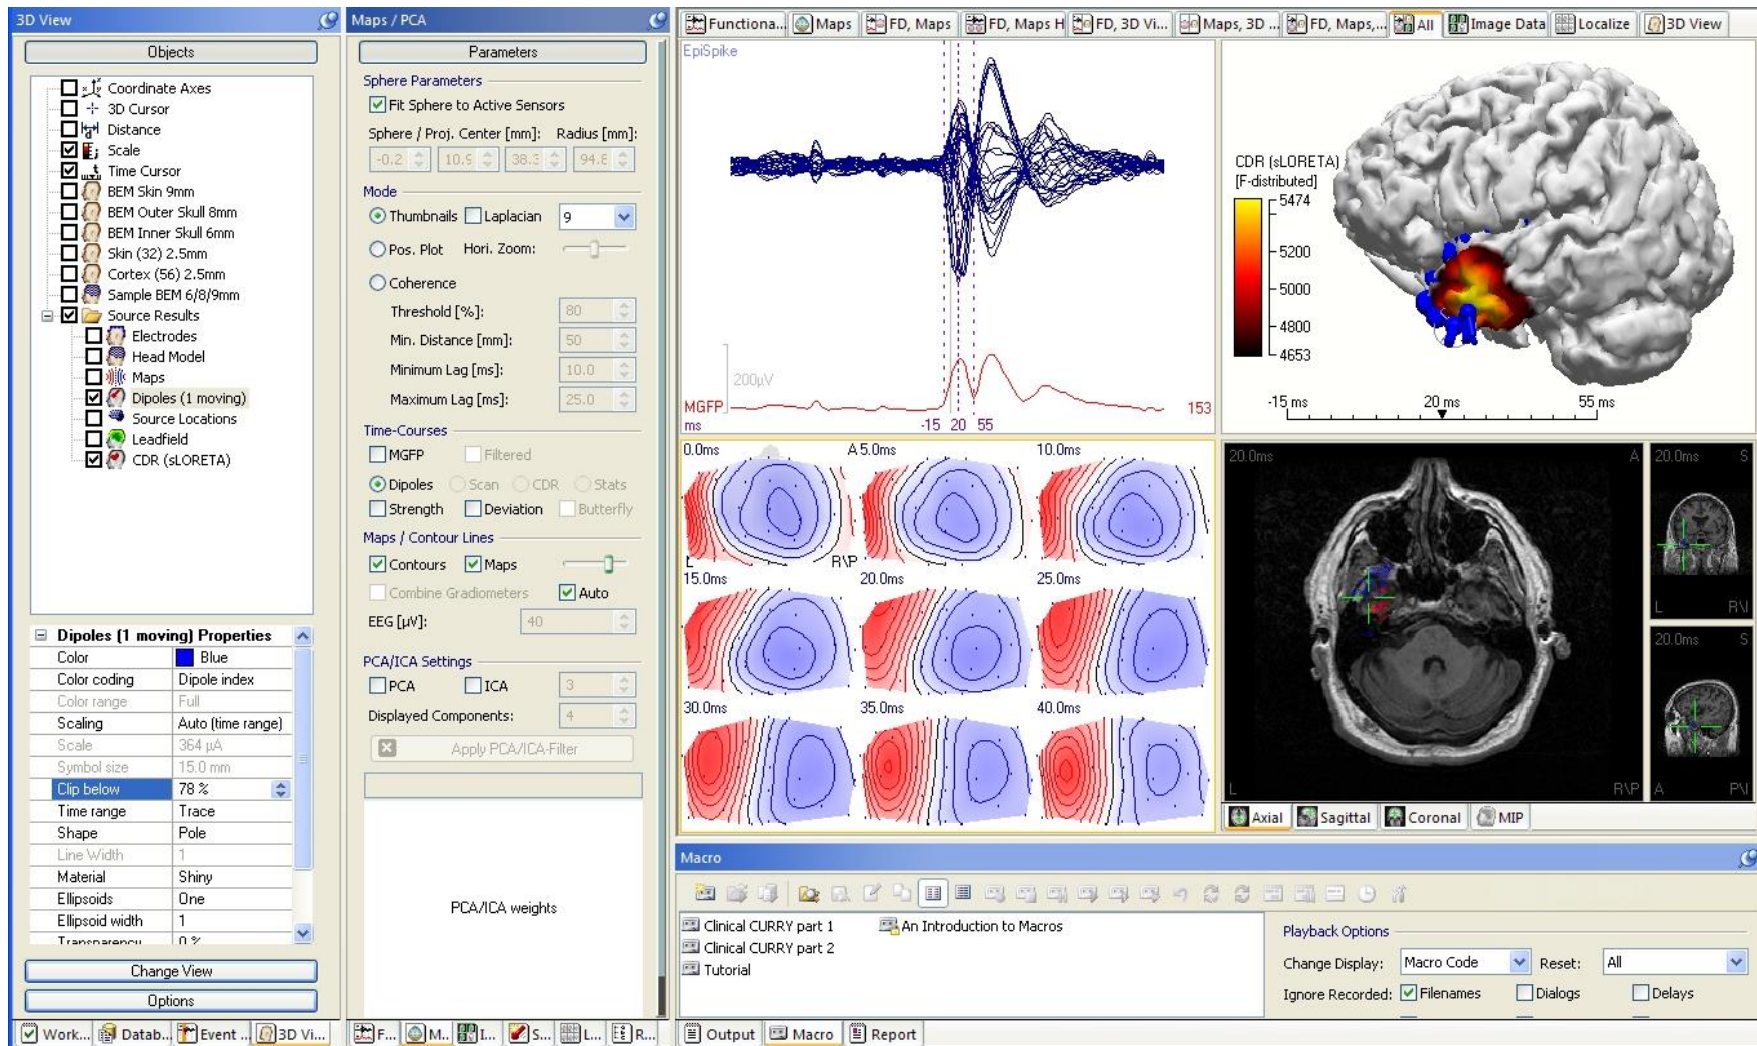 3D View
Objects
Coordinate Axes
3D Cursor
Distance
Scale
Time Cursor
BEM Skin 9mm
BEM Outer Skull 8mm
BEM Inner Skull 6mm
Skin (32) 2.5mm
Cortex (56) 2.5mm
Sample BEM 6/8/9mm
Source Results
Electrodes
Head Model
Maps
Dipoles (1 moving)
Source Locations
Leadfield
CDR (sLORETA)
Dipoles (1 moving) Properties
Color Blue
Color coding Dipole index
Color range Full
Scaling Auto (time range)
Scale 364 µA
Symbol size 15.0 mm
Clip below 78 %
Time range Trace
Shape Pole
Line Width 1
Material Shiny
Ellipsoids One
Ellipsoid width 1
Transparency 0 %
Change View
Options
Work... Datab... Event ... 3D Vi...
Maps / PCA
Parameters
Sphere Parameters
Fit Sphere to Active Sensors
Sphere / Proj. Center [mm]: Radius [mm]:
-0.2 10.9 38.3 94.8
Mode
Thumbnails Laplacian 9
Pos. Plot Hori. Zoom:
Coherence
Threshold [%]: 80
Min. Distance [mm]: 50
Minimum Lag [ms]: 10.0
Maximum Lag [ms]: 25.0
Time-Courses
MGFP Filtered
Dipoles Scan CDR Stats
Strength Deviation Butterfly
Maps / Contour Lines
Contours Maps
Combine Gradiometers Auto
EEG [µV]: 40
PCA/ICA Settings
PCA ICA 3
Displayed Components: 4
Apply PCA/ICA-Filter
PCA/ICA weights
F... M.. I... S... L... R...
Functiona... Maps FD, Maps FD, Maps H FD, 3D Vi... Maps, 3D ... FD, Maps,... All Image Data Localize 3D View
EpiSpike
200µV
MGFP 153
ms -15 20 55
CDR (sLORETA)
[F-distributed]
5474
5200
5000
4800
4653
-15 ms 20 ms 55 ms
0.0ms A 5.0ms 10.0ms
L R\P
15.0ms 20.0ms 25.0ms
30.0ms 35.0ms 40.0ms
20.0ms A
L R\P
20.0ms S
L R\I
20.0ms S
A P\I
Axial Sagittal Coronal MIP
Macro
Clinical CURRY part 1 An Introduction to Macros
Clinical CURRY part 2
Tutorial
Playback Options
Change Display: Macro Code Reset: All
Ignore Recorded: Filenames Dialogs Delays
Output Macro Report